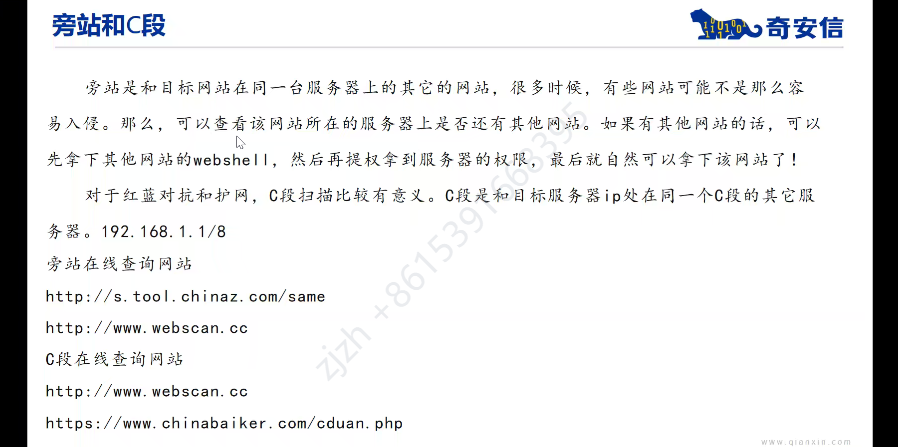 旁站和C段
奇安信
旁站是和目标网站在同一台服务器上的其它的网站，很多时候，有些网站可能不是那么容
易入侵。那么，可以查看该网站所在的服务器上是否还有其他网站。如果有其他网站的话，可以
先拿下其他网站的webshell，然后再提权拿到服务器的权限，最后就自然可以拿下该网站了！
对于红蓝对抗和护网，C段扫描比较有意义。C段是和目标服务器ip处在同一个C段的其它服
务器。192.168.1.1/8
旁站在线查询网站
http://s.tool.chinaz.com/same
http://www.webscan.cc
C段在线查询网站
http://www.webscan.cc
https://www.chinabaiker.com/cduan.php
zjzh +8615391668395
www.qianxin.com